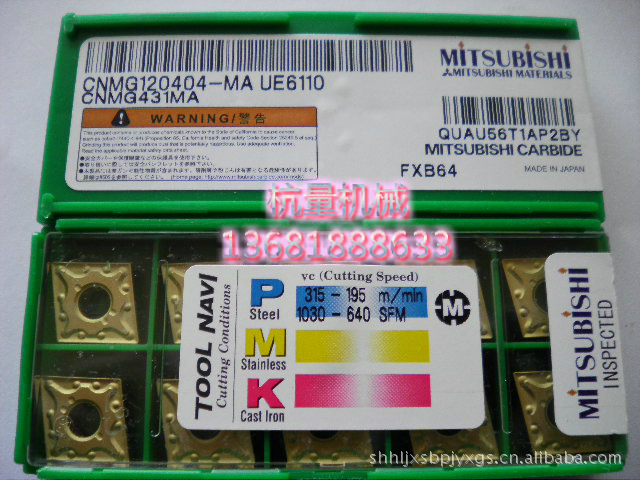 CNMG120404-MA UE6110
CNMG431MA
WARNING/警告
MITSUBISHI
MITSUBISHI MATERIALS
QUAU56T1AP2BY
MITSUBISHI CARBIDE
FXB64
MADE IN JAPAN
杭量机械
13681888633
TOOL NAVI
Cutting Conditions
vc (Cutting Speed)
P
Steel
315 - 195 m/min
1030 - 640 SFM
M
M
Stainless
K
Cast Iron
MITSUBISHI
INSPECTED
shhljxsbpjyxgs.cn.alibaba.com